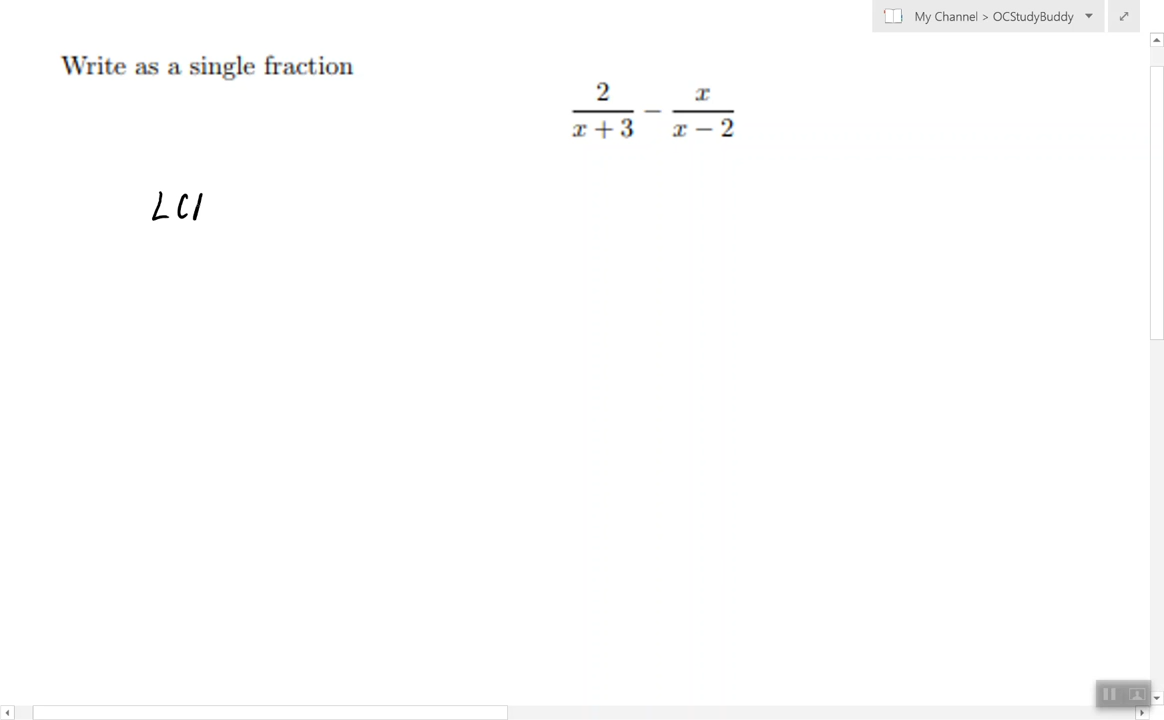 My Channel > OCStudyBuddy
Write as a single fraction
2/(x + 3) − x/(x − 2)
LCI